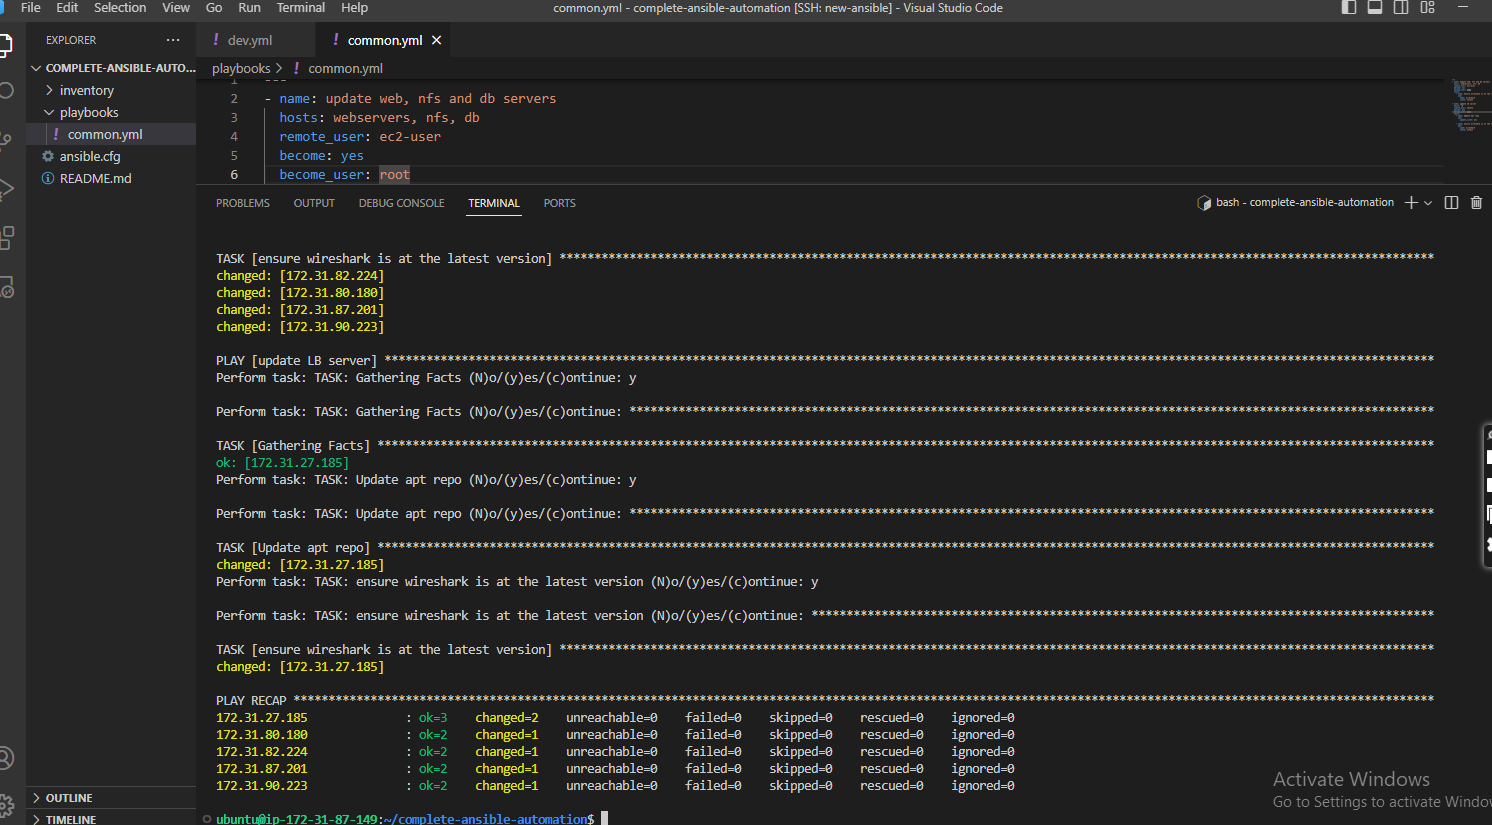 File Edit Selection View Go Run Terminal Help
common.yml - complete-ansible-automation [SSH: new-ansible] - Visual Studio Code
EXPLORER ...
COMPLETE-ANSIBLE-AUTO...
inventory
playbooks
! common.yml
ansible.cfg
README.md
OUTLINE
TIMELINE
! dev.yml
! common.yml
playbooks > ! common.yml
1 ---
2 - name: update web, nfs and db servers
3 hosts: webservers, nfs, db
4 remote_user: ec2-user
5 become: yes
6 become_user: root
PROBLEMS OUTPUT DEBUG CONSOLE TERMINAL PORTS
bash - complete-ansible-automation
TASK [ensure wireshark is at the latest version] *****************************************************************************************************************************
changed: [172.31.82.224]
changed: [172.31.80.180]
changed: [172.31.87.201]
changed: [172.31.90.223]
PLAY [update LB server] ******************************************************************************************************************************************************
Perform task: TASK: Gathering Facts (N)o/(y)es/(c)ontinue: y
Perform task: TASK: Gathering Facts (N)o/(y)es/(c)ontinue: *******************************************************************************************************************
TASK [Gathering Facts] *******************************************************************************************************************************************************
ok: [172.31.27.185]
Perform task: TASK: Update apt repo (N)o/(y)es/(c)ontinue: y
Perform task: TASK: Update apt repo (N)o/(y)es/(c)ontinue: *******************************************************************************************************************
TASK [Update apt repo] *******************************************************************************************************************************************************
changed: [172.31.27.185]
Perform task: TASK: ensure wireshark is at the latest version (N)o/(y)es/(c)ontinue: y
Perform task: TASK: ensure wireshark is at the latest version (N)o/(y)es/(c)ontinue: *****************************************************************************************
TASK [ensure wireshark is at the latest version] *****************************************************************************************************************************
changed: [172.31.27.185]
PLAY RECAP *******************************************************************************************************************************************************************
172.31.27.185 : ok=3 changed=2 unreachable=0 failed=0 skipped=0 rescued=0 ignored=0
172.31.80.180 : ok=2 changed=1 unreachable=0 failed=0 skipped=0 rescued=0 ignored=0
172.31.82.224 : ok=2 changed=1 unreachable=0 failed=0 skipped=0 rescued=0 ignored=0
172.31.87.201 : ok=2 changed=1 unreachable=0 failed=0 skipped=0 rescued=0 ignored=0
172.31.90.223 : ok=2 changed=1 unreachable=0 failed=0 skipped=0 rescued=0 ignored=0
ubuntu@ip-172-31-87-149:~/complete-ansible-automation$
Activate Windows
Go to Settings to activate Windo